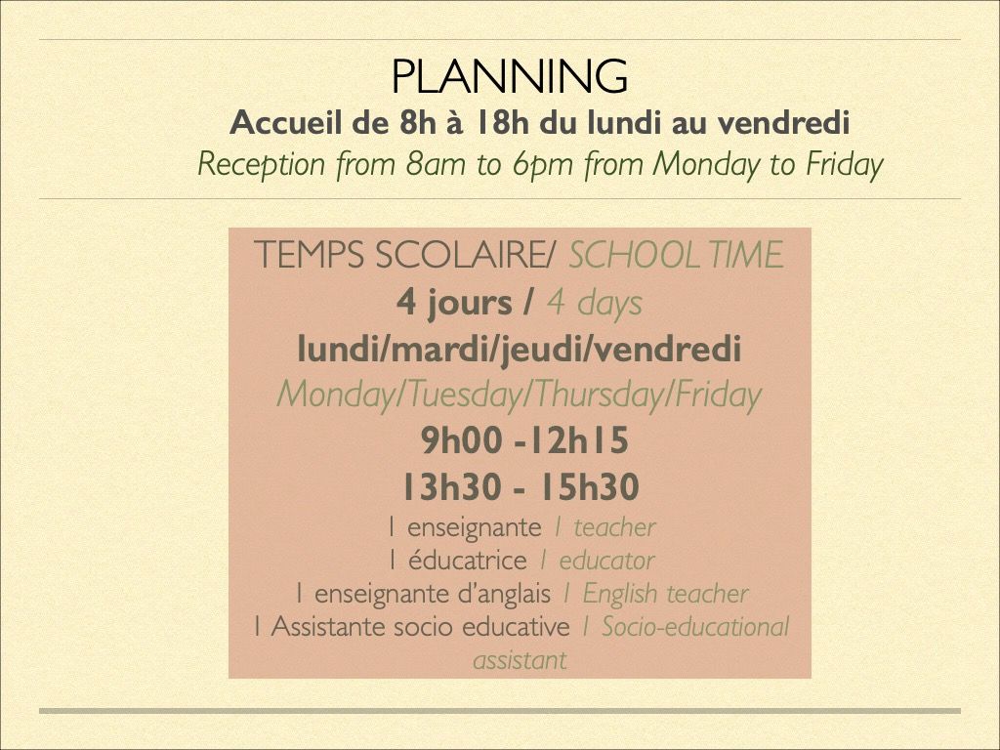 PLANNING
Accueil de 8h à 18h du lundi au vendredi
Reception from 8am to 6pm from Monday to Friday
TEMPS SCOLAIRE/ SCHOOL TIME
4 jours / 4 days
lundi/mardi/jeudi/vendredi
Monday/Tuesday/Thursday/Friday
9h00 -12h15
13h30 - 15h30
1 enseignante 1 teacher
1 éducatrice 1 educator
1 enseignante d’anglais 1 English teacher
1 Assistante socio educative 1 Socio-educational
assistant